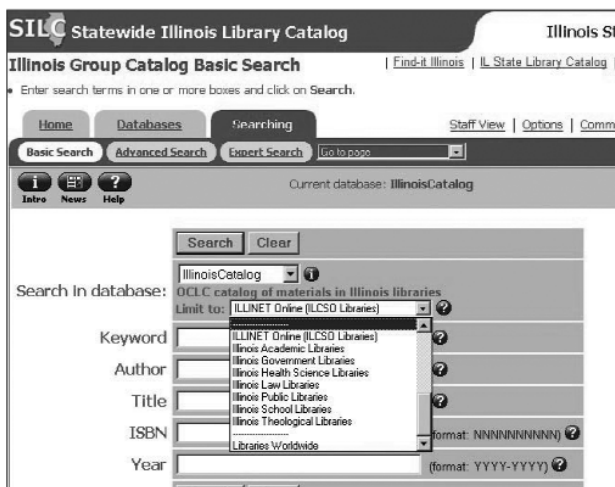 SILC Statewide Illinois Library Catalog
Illinois St
Illinois Group Catalog Basic Search | Find-it Illinois | IL State Library Catalog |
• Enter search terms in one or more boxes and click on Search.
Home Databases Searching Staff View | Options | Comm
Basic Search Advanced Search Expert Search Go to page
Intro News Help Current database: IllinoisCatalog
Search Clear
Search in database: IllinoisCatalog
OCLC catalog of materials in Illinois libraries
Limit to: ILLINET Online (ILCSO Libraries)
--------------------
ILLINET Online (ILCSO Libraries)
Keyword
Illinois Academic Libraries
Illinois Government Libraries
Author
Illinois Health Science Libraries
Illinois Law Libraries
Title
Illinois Public Libraries
Illinois School Libraries
Illinois Theological Libraries
ISBN (format: NNNNNNNNNN)
--------------------
Libraries Worldwide
Year (format: YYYY-YYYY)